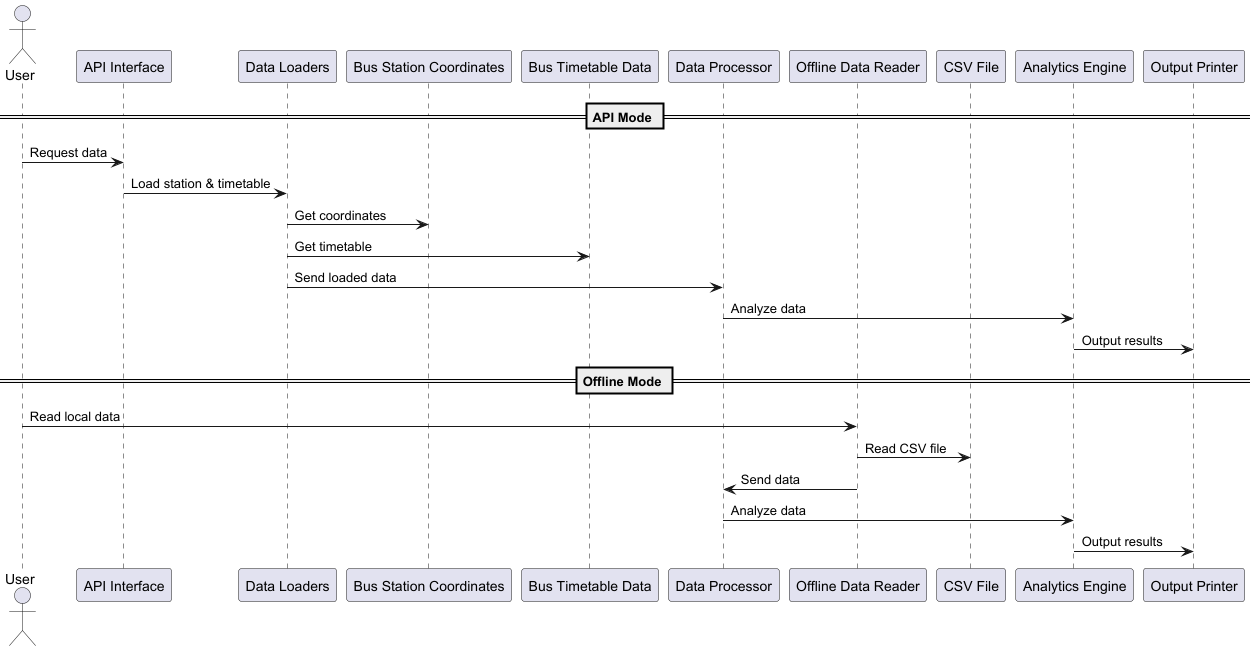 User
API Interface
Data Loaders
Bus Station Coordinates
Bus Timetable Data
Data Processor
Offline Data Reader
CSV File
Analytics Engine
Output Printer
API Mode
Request data
Load station & timetable
Get coordinates
Get timetable
Send loaded data
Analyze data
Output results
Offline Mode
Read local data
Read CSV file
Send data
Analyze data
Output results
User
API Interface
Data Loaders
Bus Station Coordinates
Bus Timetable Data
Data Processor
Offline Data Reader
CSV File
Analytics Engine
Output Printer